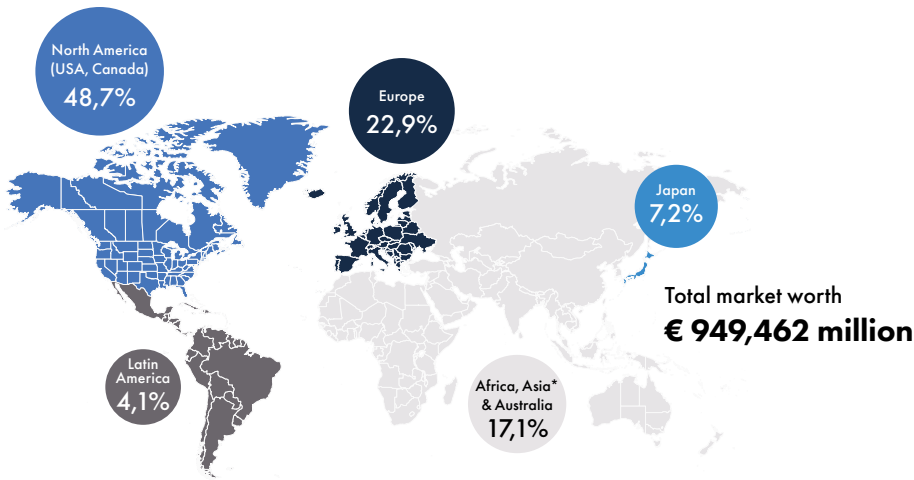 North America
(USA, Canada)
48,7%
Europe
22,9%
Japan
7,2%
Total market worth
€ 949,462 million
Latin
America
4,1%
Africa, Asia*
& Australia
17,1%